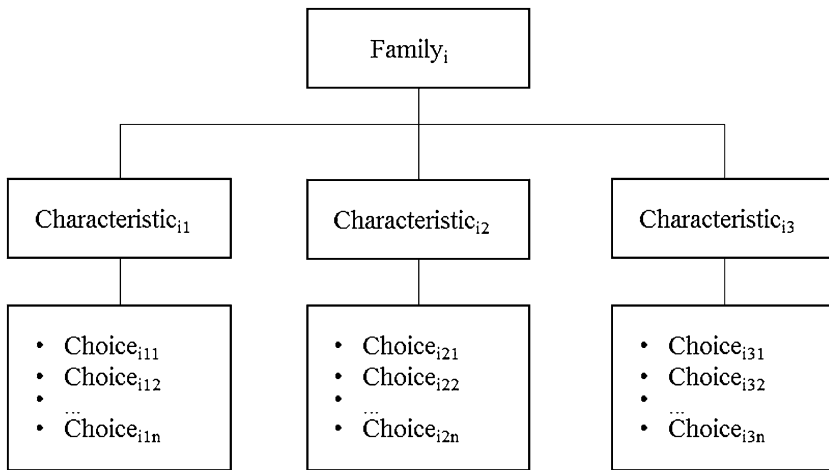 Family_i
Characteristic_i1
Characteristic_i2
Characteristic_i3
• Choice_i11
• Choice_i12
• ...
• Choice_i1n
• Choice_i21
• Choice_i22
• ...
• Choice_i2n
• Choice_i31
• Choice_i32
• ...
• Choice_i3n